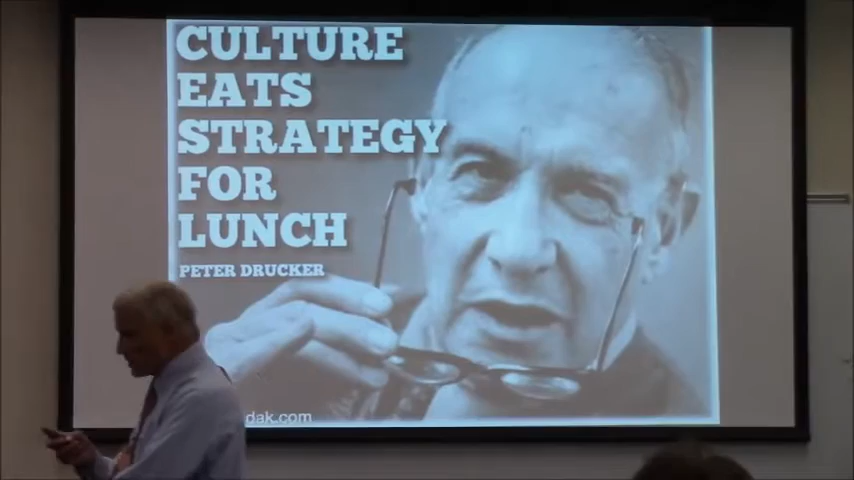 CULTURE
EATS
STRATEGY
FOR
LUNCH
PETER DRUCKER
dak.com